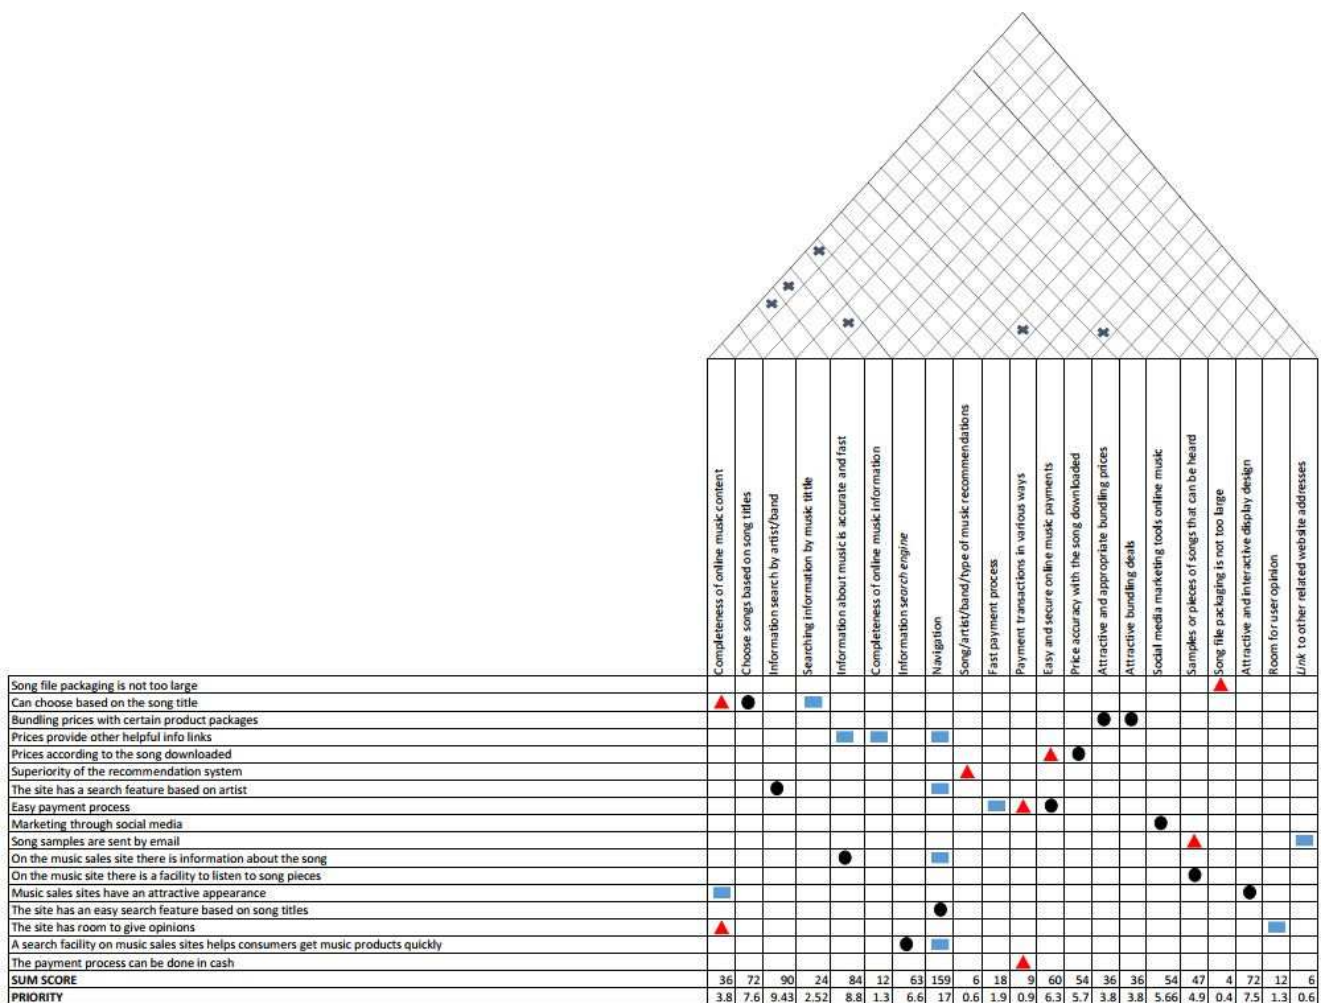 Completeness of online music content
Choose songs based on song titles
Information search by artist/band
Searching information by music tittle
Information about music is accurate and fast
Completeness of online music information
Information search engine
Navigation
Song/artist/band/type of music recommendations
Fast payment process
Payment transactions in various ways
Easy and secure online music payments
Price accuracy with the song downloaded
Attractive and appropriate bundling prices
Attractive bundling deals
Social media marketing tools online music
Samples or pieces of songs that can be heard
Song file packaging is not too large
Attractive and interactive display design
Room for user opinion
Link to other related website addresses
Song file packaging is not too large
Can choose based on the song title
Bundling prices with certain product packages
Prices provide other helpful info links
Prices according to the song downloaded
Superiority of the recommendation system
The site has a search feature based on artist
Easy payment process
Marketing through social media
Song samples are sent by email
On the music sales site there is information about the song
On the music site there is a facility to listen to song pieces
Music sales sites have an attractive appearance
The site has an easy search feature based on song titles
The site has room to give opinions
A search facility on music sales sites helps consumers get music products quickly
The payment process can be done in cash
SUM SCORE 36 72 90 24 84 12 63 159 6 18 9 60 54 36 36 54 47 4 72 12 6
PRIORITY 3.8 7.6 9.43 2.52 8.8 1.3 6.6 17 0.6 1.9 0.9 6.3 5.7 3.8 3.8 5.66 4.9 0.4 7.5 1.3 0.6